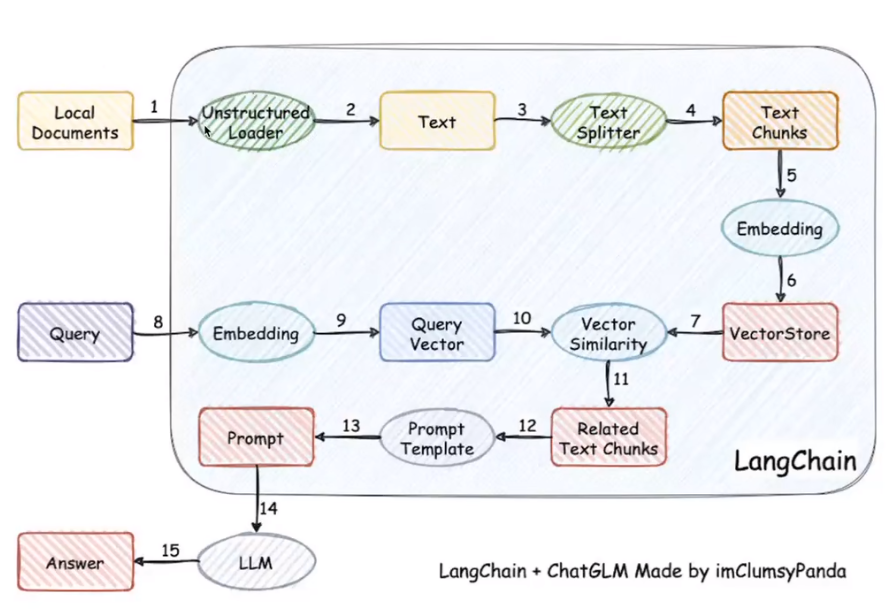 Local
Documents
1
Unstructured
Loader
2
Text
3
Text
Splitter
4
Text
Chunks
5
Embedding
6
Query
8
Embedding
9
Query
Vector
10
Vector
Similarity
7
VectorStore
11
Prompt
13
Prompt
Template
12
Related
Text Chunks
LangChain
14
Answer
15
LLM
LangChain + ChatGLM Made by imClumsyPanda